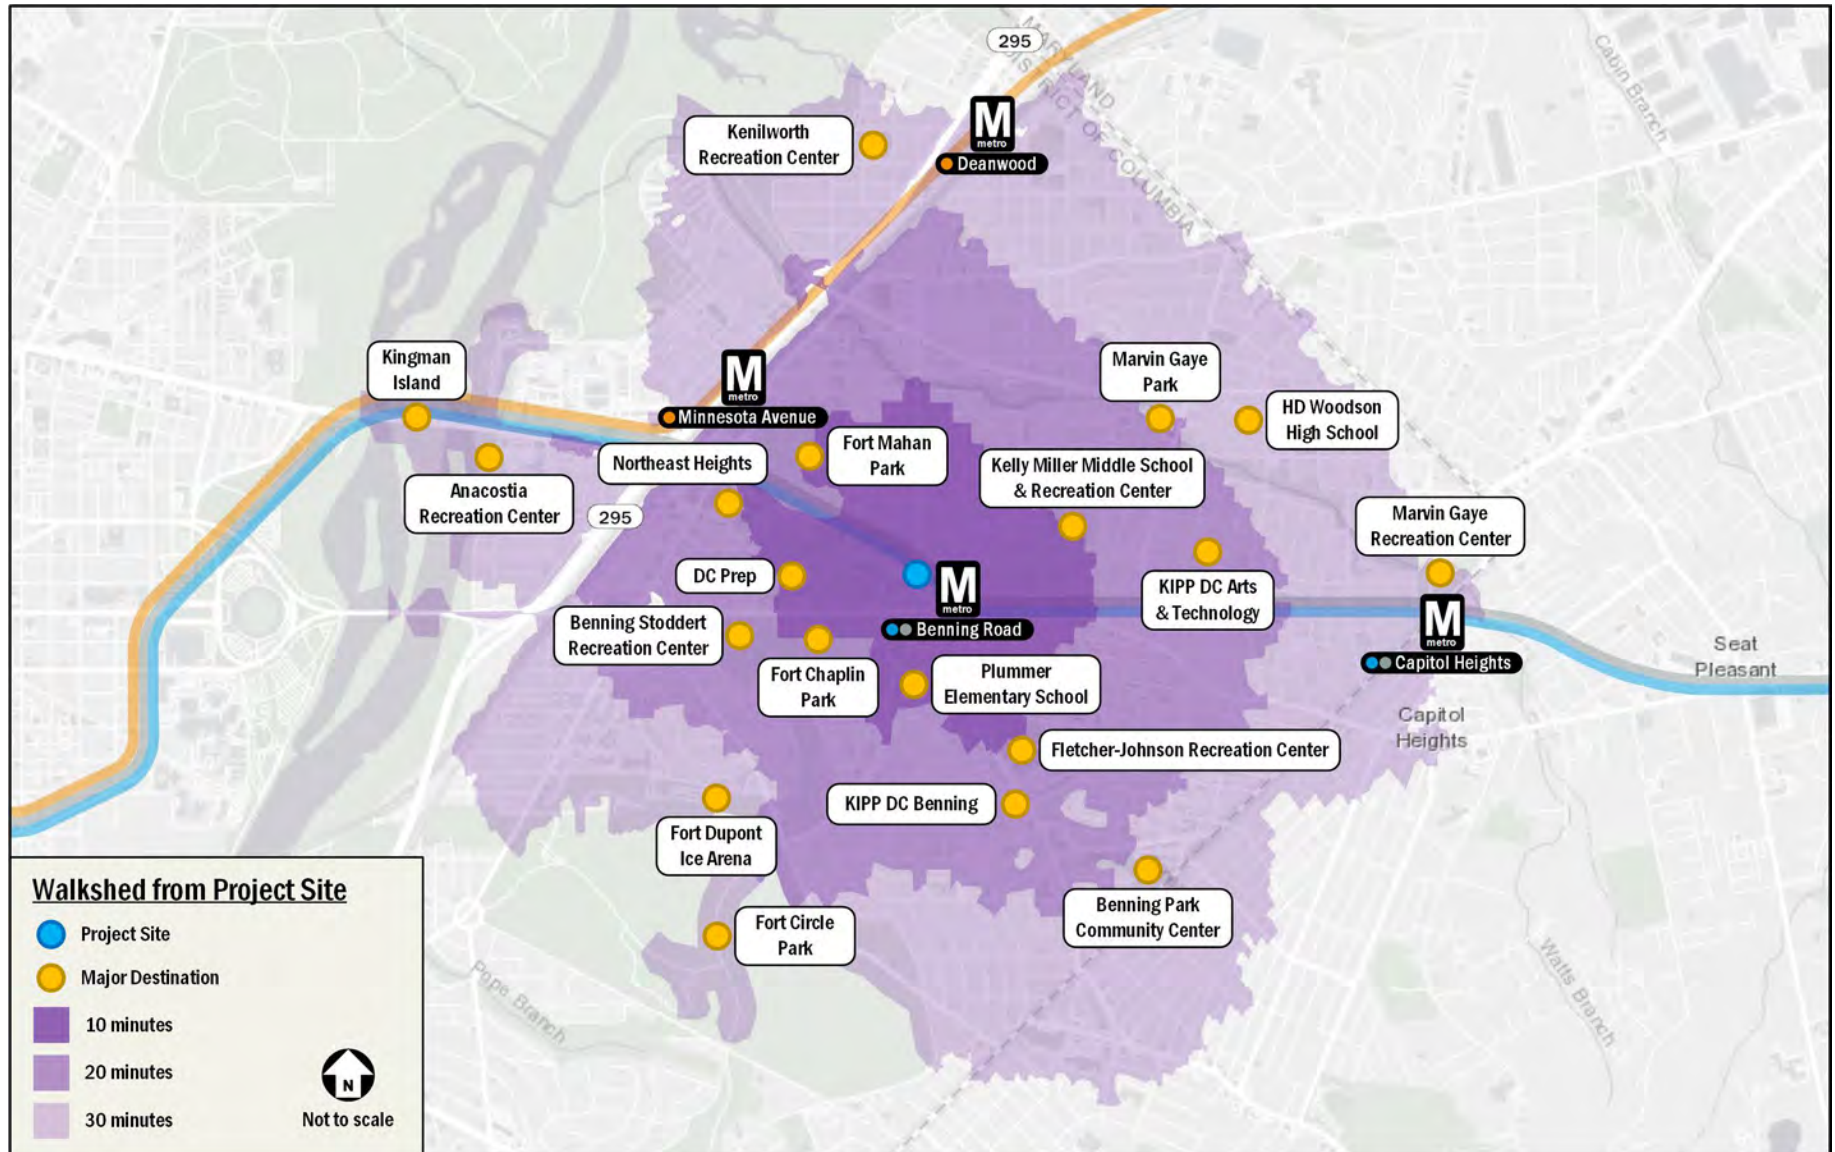 295
MARYLAND
DISTRICT OF COLUMBIA
Cabin Branch
Kenilworth
Recreation Center
M
metro
Deanwood
Kingman
Island
M
metro
Minnesota Avenue
Marvin Gaye
Park
HD Woodson
High School
Northeast Heights
Fort Mahan
Park
Kelly Miller Middle School
& Recreation Center
Anacostia
Recreation Center
295
Marvin Gaye
Recreation Center
DC Prep
M
metro
Benning Road
KIPP DC Arts
& Technology
M
metro
Capitol Heights
Benning Stoddert
Recreation Center
Seat
Pleasant
Fort Chaplin
Park
Plummer
Elementary School
Capitol
Heights
Fletcher-Johnson Recreation Center
KIPP DC Benning
Fort Dupont
Ice Arena
Benning Park
Community Center
Fort Circle
Park
Pope Branch
Watts Branch
Walkshed from Project Site
Project Site
Major Destination
10 minutes
20 minutes
30 minutes
N
Not to scale